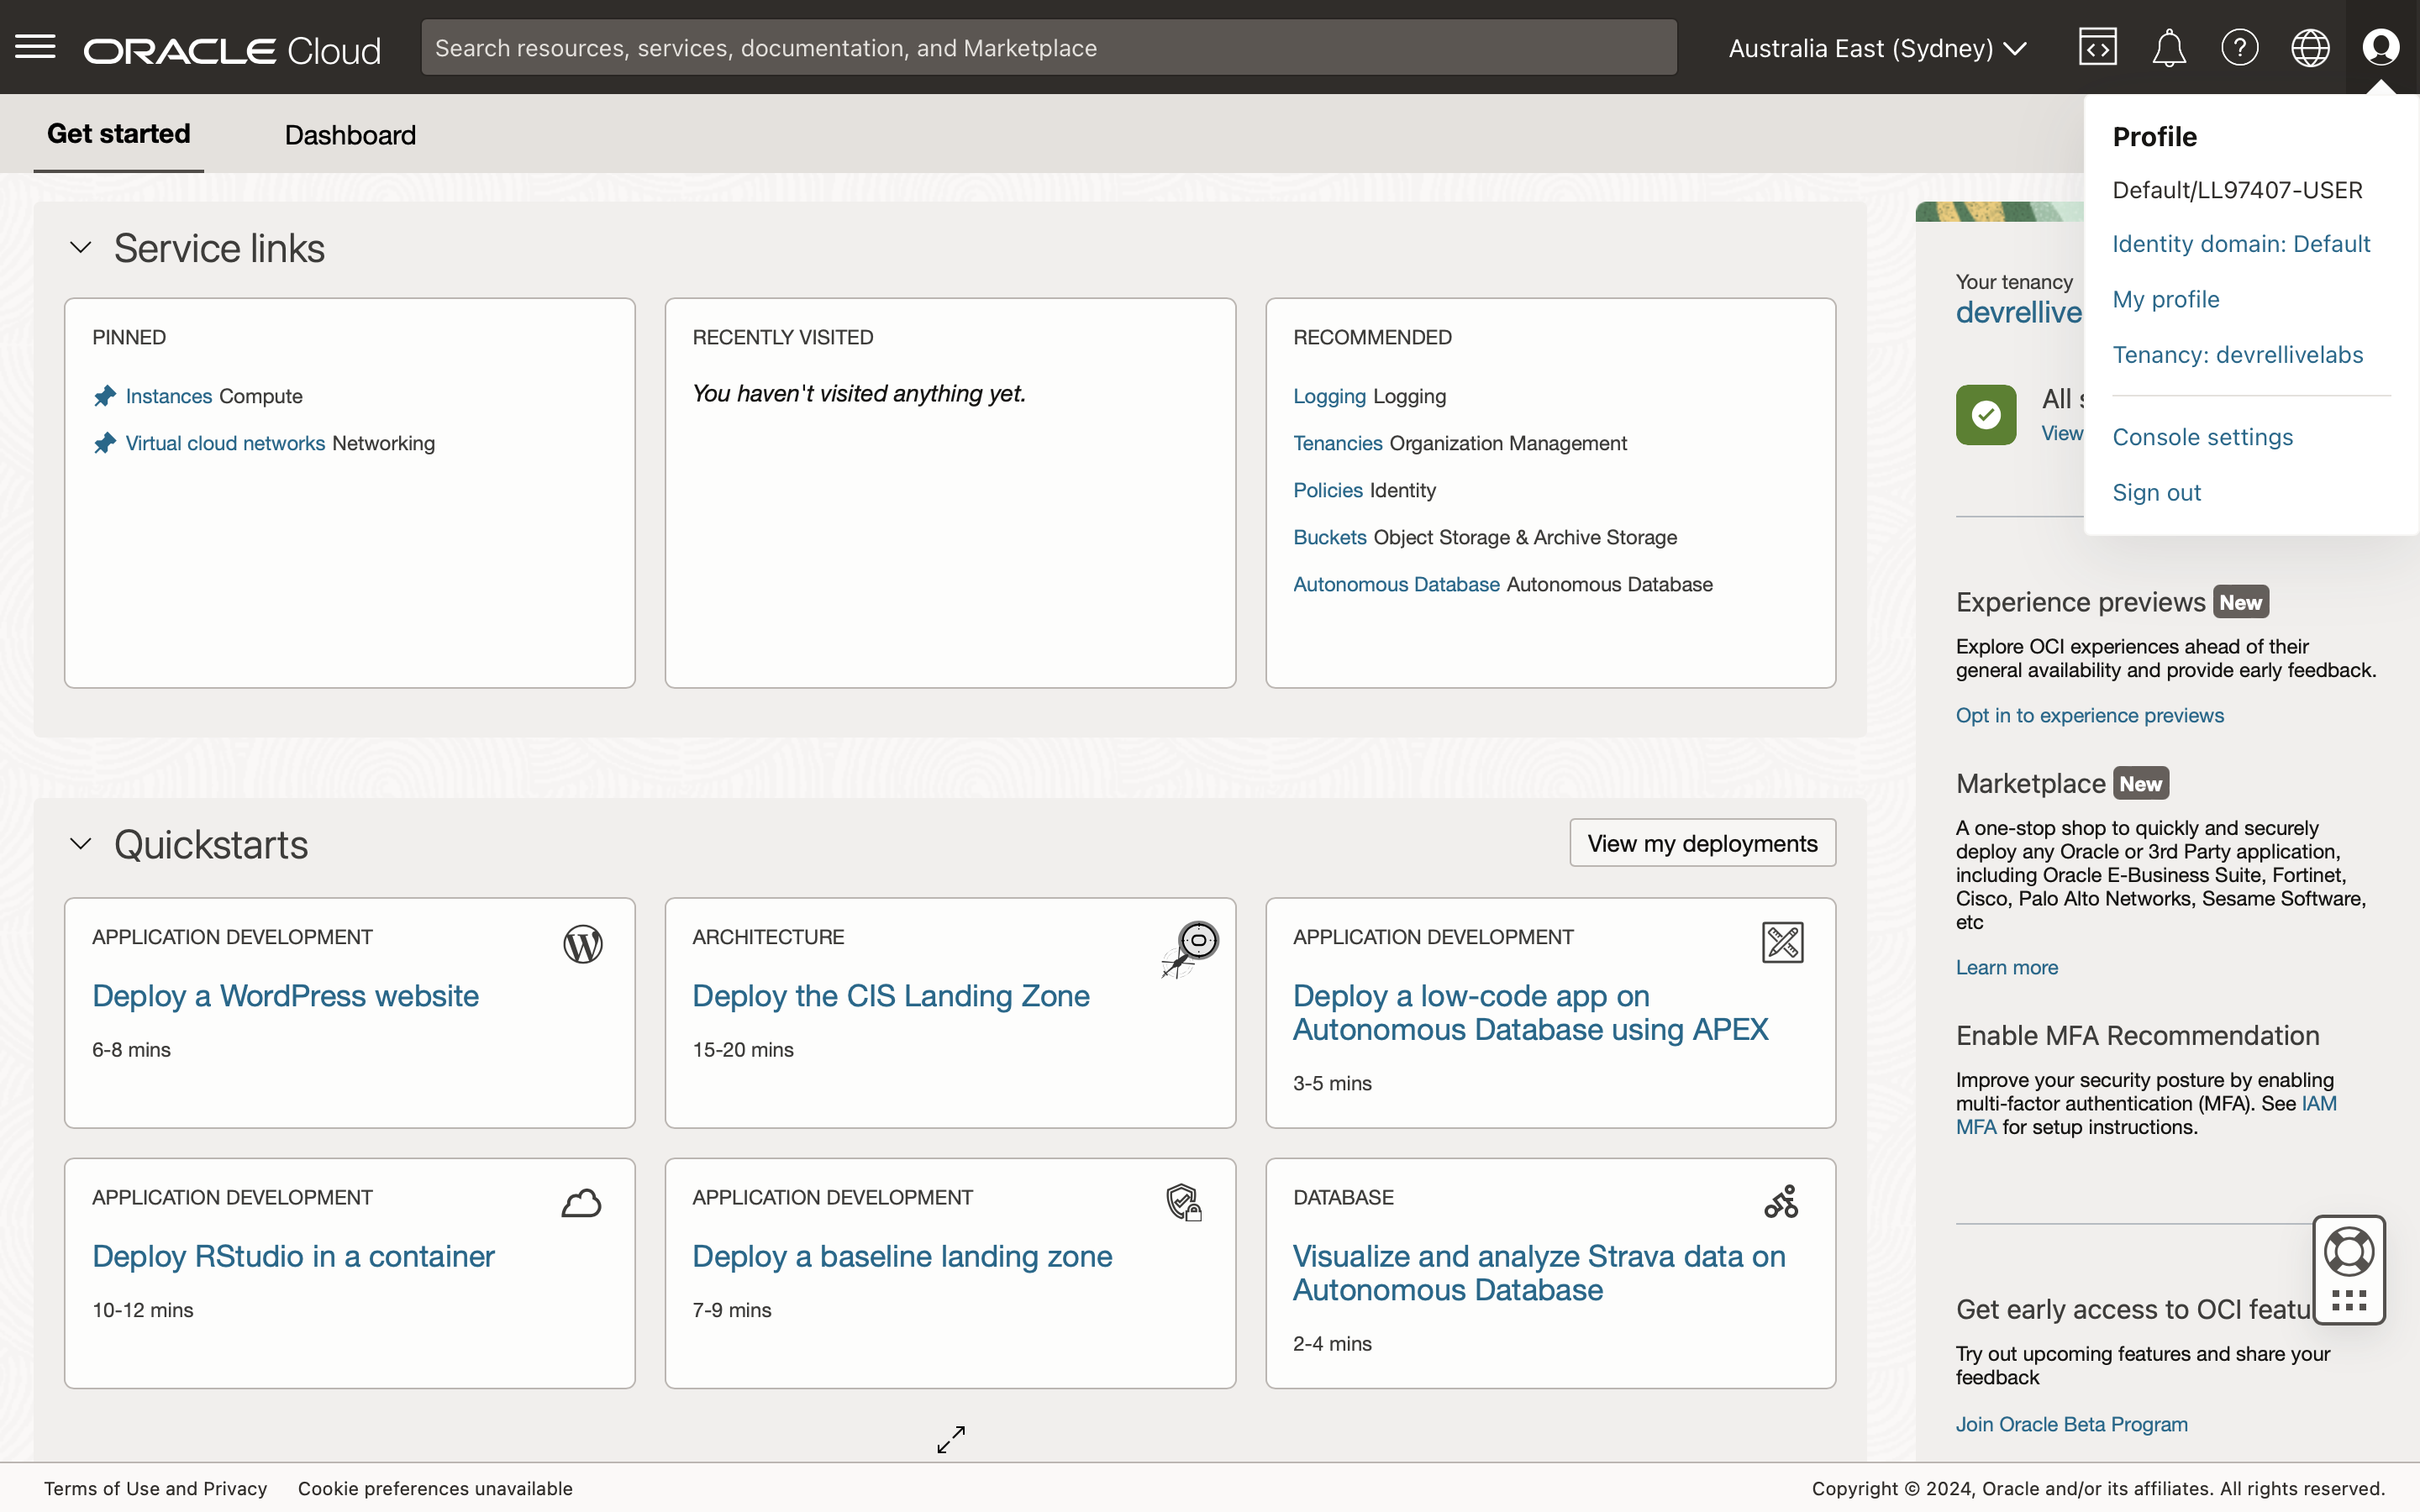 ORACLE Cloud
Search resources, services, documentation, and Marketplace
Australia East (Sydney)
Get started
Dashboard
Profile
Default/LL97407-USER
Identity domain: Default
My profile
Tenancy: devrellivelabs
Console settings
Sign out
Service links
PINNED
Instances Compute
Virtual cloud networks Networking
RECENTLY VISITED
You haven't visited anything yet.
RECOMMENDED
Logging Logging
Tenancies Organization Management
Policies Identity
Buckets Object Storage & Archive Storage
Autonomous Database Autonomous Database
Your tenancy
devrellive
All
View
Quickstarts
View my deployments
APPLICATION DEVELOPMENT
Deploy a WordPress website
6-8 mins
ARCHITECTURE
Deploy the CIS Landing Zone
15-20 mins
APPLICATION DEVELOPMENT
Deploy a low-code app on
Autonomous Database using APEX
3-5 mins
APPLICATION DEVELOPMENT
Deploy RStudio in a container
10-12 mins
APPLICATION DEVELOPMENT
Deploy a baseline landing zone
7-9 mins
DATABASE
Visualize and analyze Strava data on
Autonomous Database
2-4 mins
Experience previews New
Explore OCI experiences ahead of their
general availability and provide early feedback.
Opt in to experience previews
Marketplace New
A one-stop shop to quickly and securely
deploy any Oracle or 3rd Party application,
including Oracle E-Business Suite, Fortinet,
Cisco, Palo Alto Networks, Sesame Software,
etc
Learn more
Enable MFA Recommendation
Improve your security posture by enabling
multi-factor authentication (MFA). See IAM
MFA for setup instructions.
Get early access to OCI featu
Try out upcoming features and share your
feedback
Join Oracle Beta Program
Terms of Use and Privacy
Cookie preferences unavailable
Copyright © 2024, Oracle and/or its affiliates. All rights reserved.